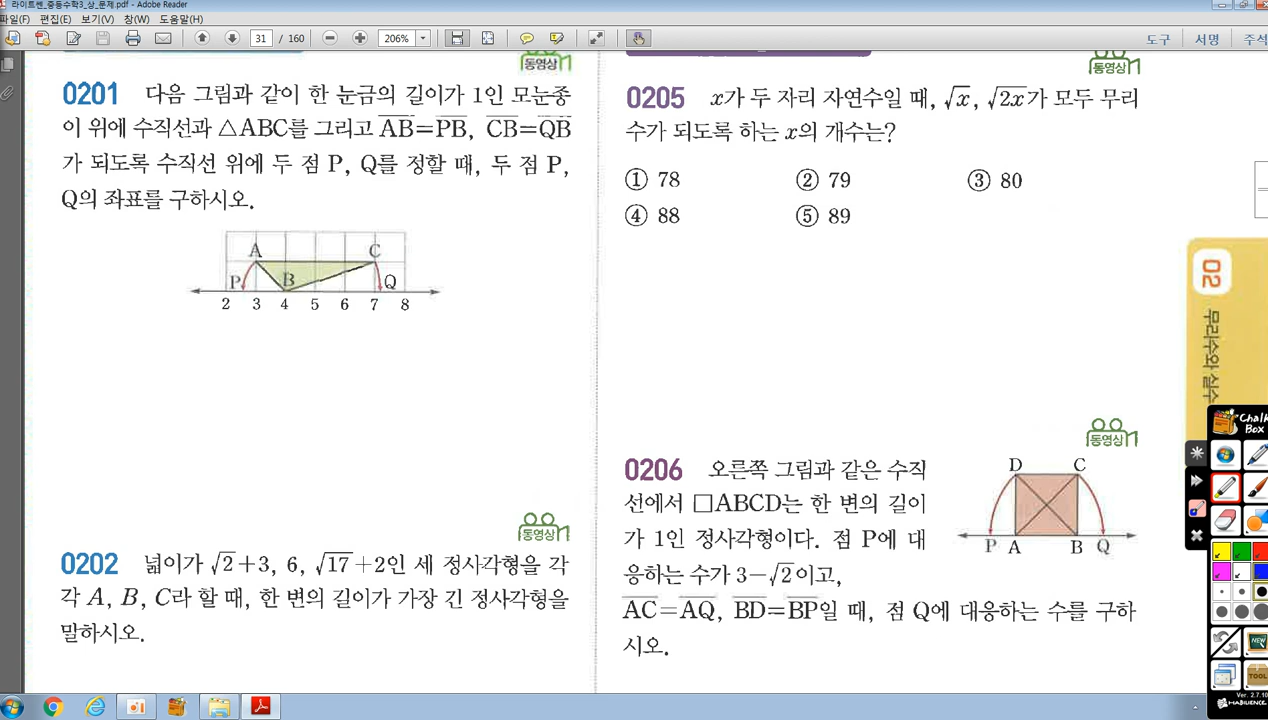 라이트쎈_중등수학3_상_문제.pdf - Adobe Reader
파일(F) 편집(E) 보기(V) 창(W) 도움말(H)
31 / 160 206% 도구 서명 주석
동영상
0201 다음 그림과 같이 한 눈금의 길이가 1인 모눈종
이 위에 수직선과 △ABC를 그리고 AB=PB, CB=QB
가 되도록 수직선 위에 두 점 P, Q를 정할 때, 두 점 P,
Q의 좌표를 구하시오.
A C
P B Q
2 3 4 5 6 7 8
동영상
0202 넓이가 √2+3, 6, √17+2인 세 정사각형을 각
각 A, B, C라 할 때, 한 변의 길이가 가장 긴 정사각형을
말하시오.
동영상
0205 x가 두 자리 자연수일 때, √x, √2x가 모두 무리
수가 되도록 하는 x의 개수는?
① 78 ② 79 ③ 80
④ 88 ⑤ 89
동영상
0206 오른쪽 그림과 같은 수직
선에서 □ABCD는 한 변의 길이
가 1인 정사각형이다. 점 P에 대
응하는 수가 3-√2이고,
AC=AQ, BD=BP일 때, 점 Q에 대응하는 수를 구하
시오.
D C
P A B Q
02
무리수와 실수
Chalk
Box
NEW
TOOL
Ver. 2.7.10
HABILIENCE